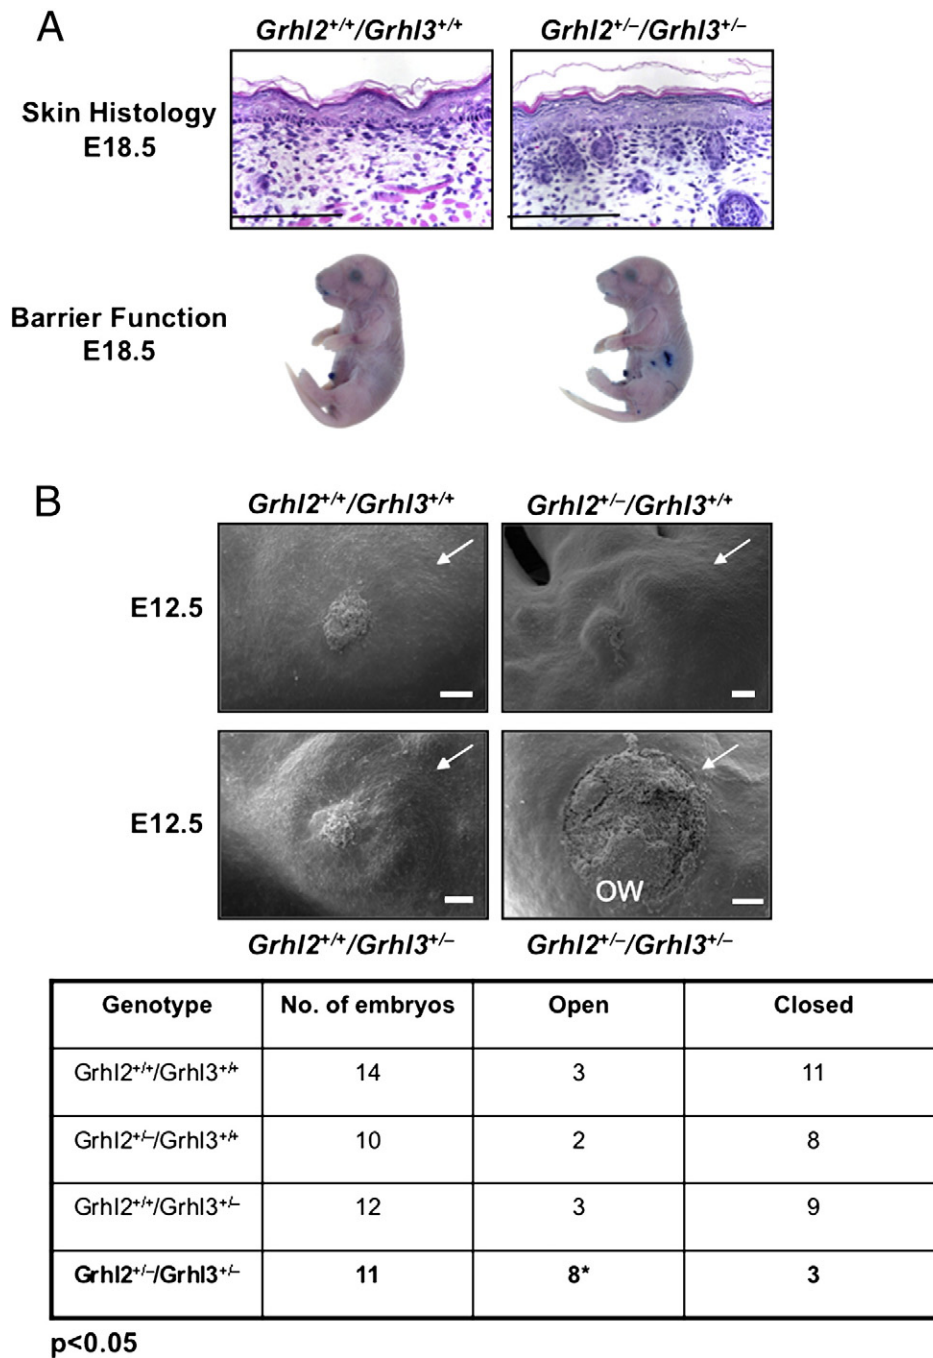 A
Grhl2+/+/Grhl3+/+ Grhl2+/–/Grhl3+/–
Skin Histology
E18.5
Barrier Function
E18.5
B
Grhl2+/+/Grhl3+/+ Grhl2+/–/Grhl3+/+
E12.5
E12.5
OW
Grhl2+/+/Grhl3+/– Grhl2+/–/Grhl3+/–
Genotype No. of embryos Open Closed
Grhl2+/+/Grhl3+/+ 14 3 11
Grhl2+/–/Grhl3+/+ 10 2 8
Grhl2+/+/Grhl3+/– 12 3 9
Grhl2+/–/Grhl3+/– 11 8* 3
p<0.05